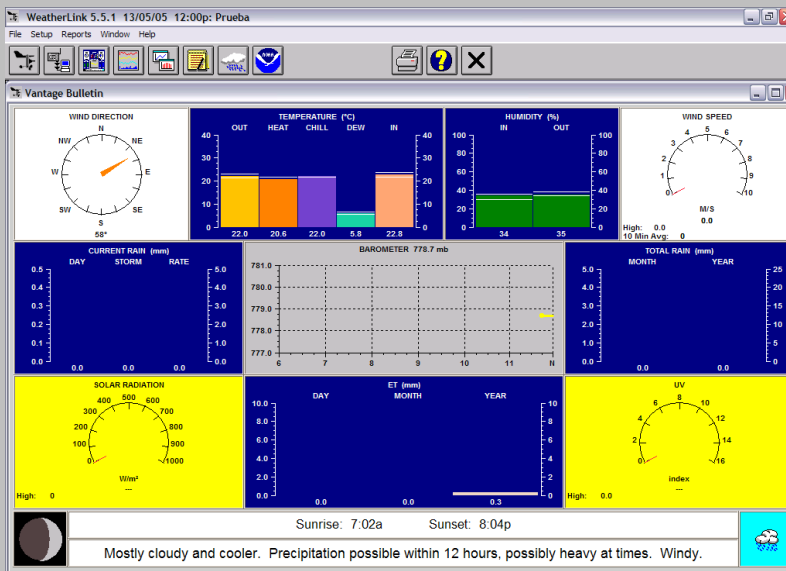 WeatherLink 5.5.1 13/05/05 12:00p: Prueba
File Setup Reports Window Help
Vantage Bulletin
WIND DIRECTION
N
NW NE
W E
SW SE
S
58°
TEMPERATURE (°C)
OUT HEAT CHILL DEW IN
40 40
30 30
20 20
10 10
0 0
22.0 20.6 22.0 5.8 22.8
HUMIDITY (%)
IN OUT
100 100
80 80
60 60
40 40
20 20
0 0
34 35
WIND SPEED
0 1 2 3 4 5 6 7 8 9 10
M/S
0.0
High: 0.0
10 Min Avg: 0
CURRENT RAIN (mm)
DAY STORM RATE
0.5 5.0
0.4 4.0
0.3 3.0
0.2 2.0
0.1 1.0
0.0 0.0
0.0 0.0 0.0
BAROMETER 778.7 mb
781.0
780.0
779.0
778.0
777.0
6 7 8 9 10 11 N
TOTAL RAIN (mm)
MONTH YEAR
5.0 25
4.0 20
3.0 15
2.0 10
1.0 5
0.0 0
0.0 0.0
SOLAR RADIATION
0 100 200 300 400 500 600 700 800 900 1000
W/m²
---
High: 0
ET (mm)
DAY MONTH YEAR
10.0 10
8.0 8
6.0 6
4.0 4
2.0 2
0.0 0
0.0 0.0 0.3
UV
0 2 4 6 8 10 12 14 16
index
---
High: 0.0
Sunrise: 7:02a Sunset: 8:04p
Mostly cloudy and cooler. Precipitation possible within 12 hours, possibly heavy at times. Windy.